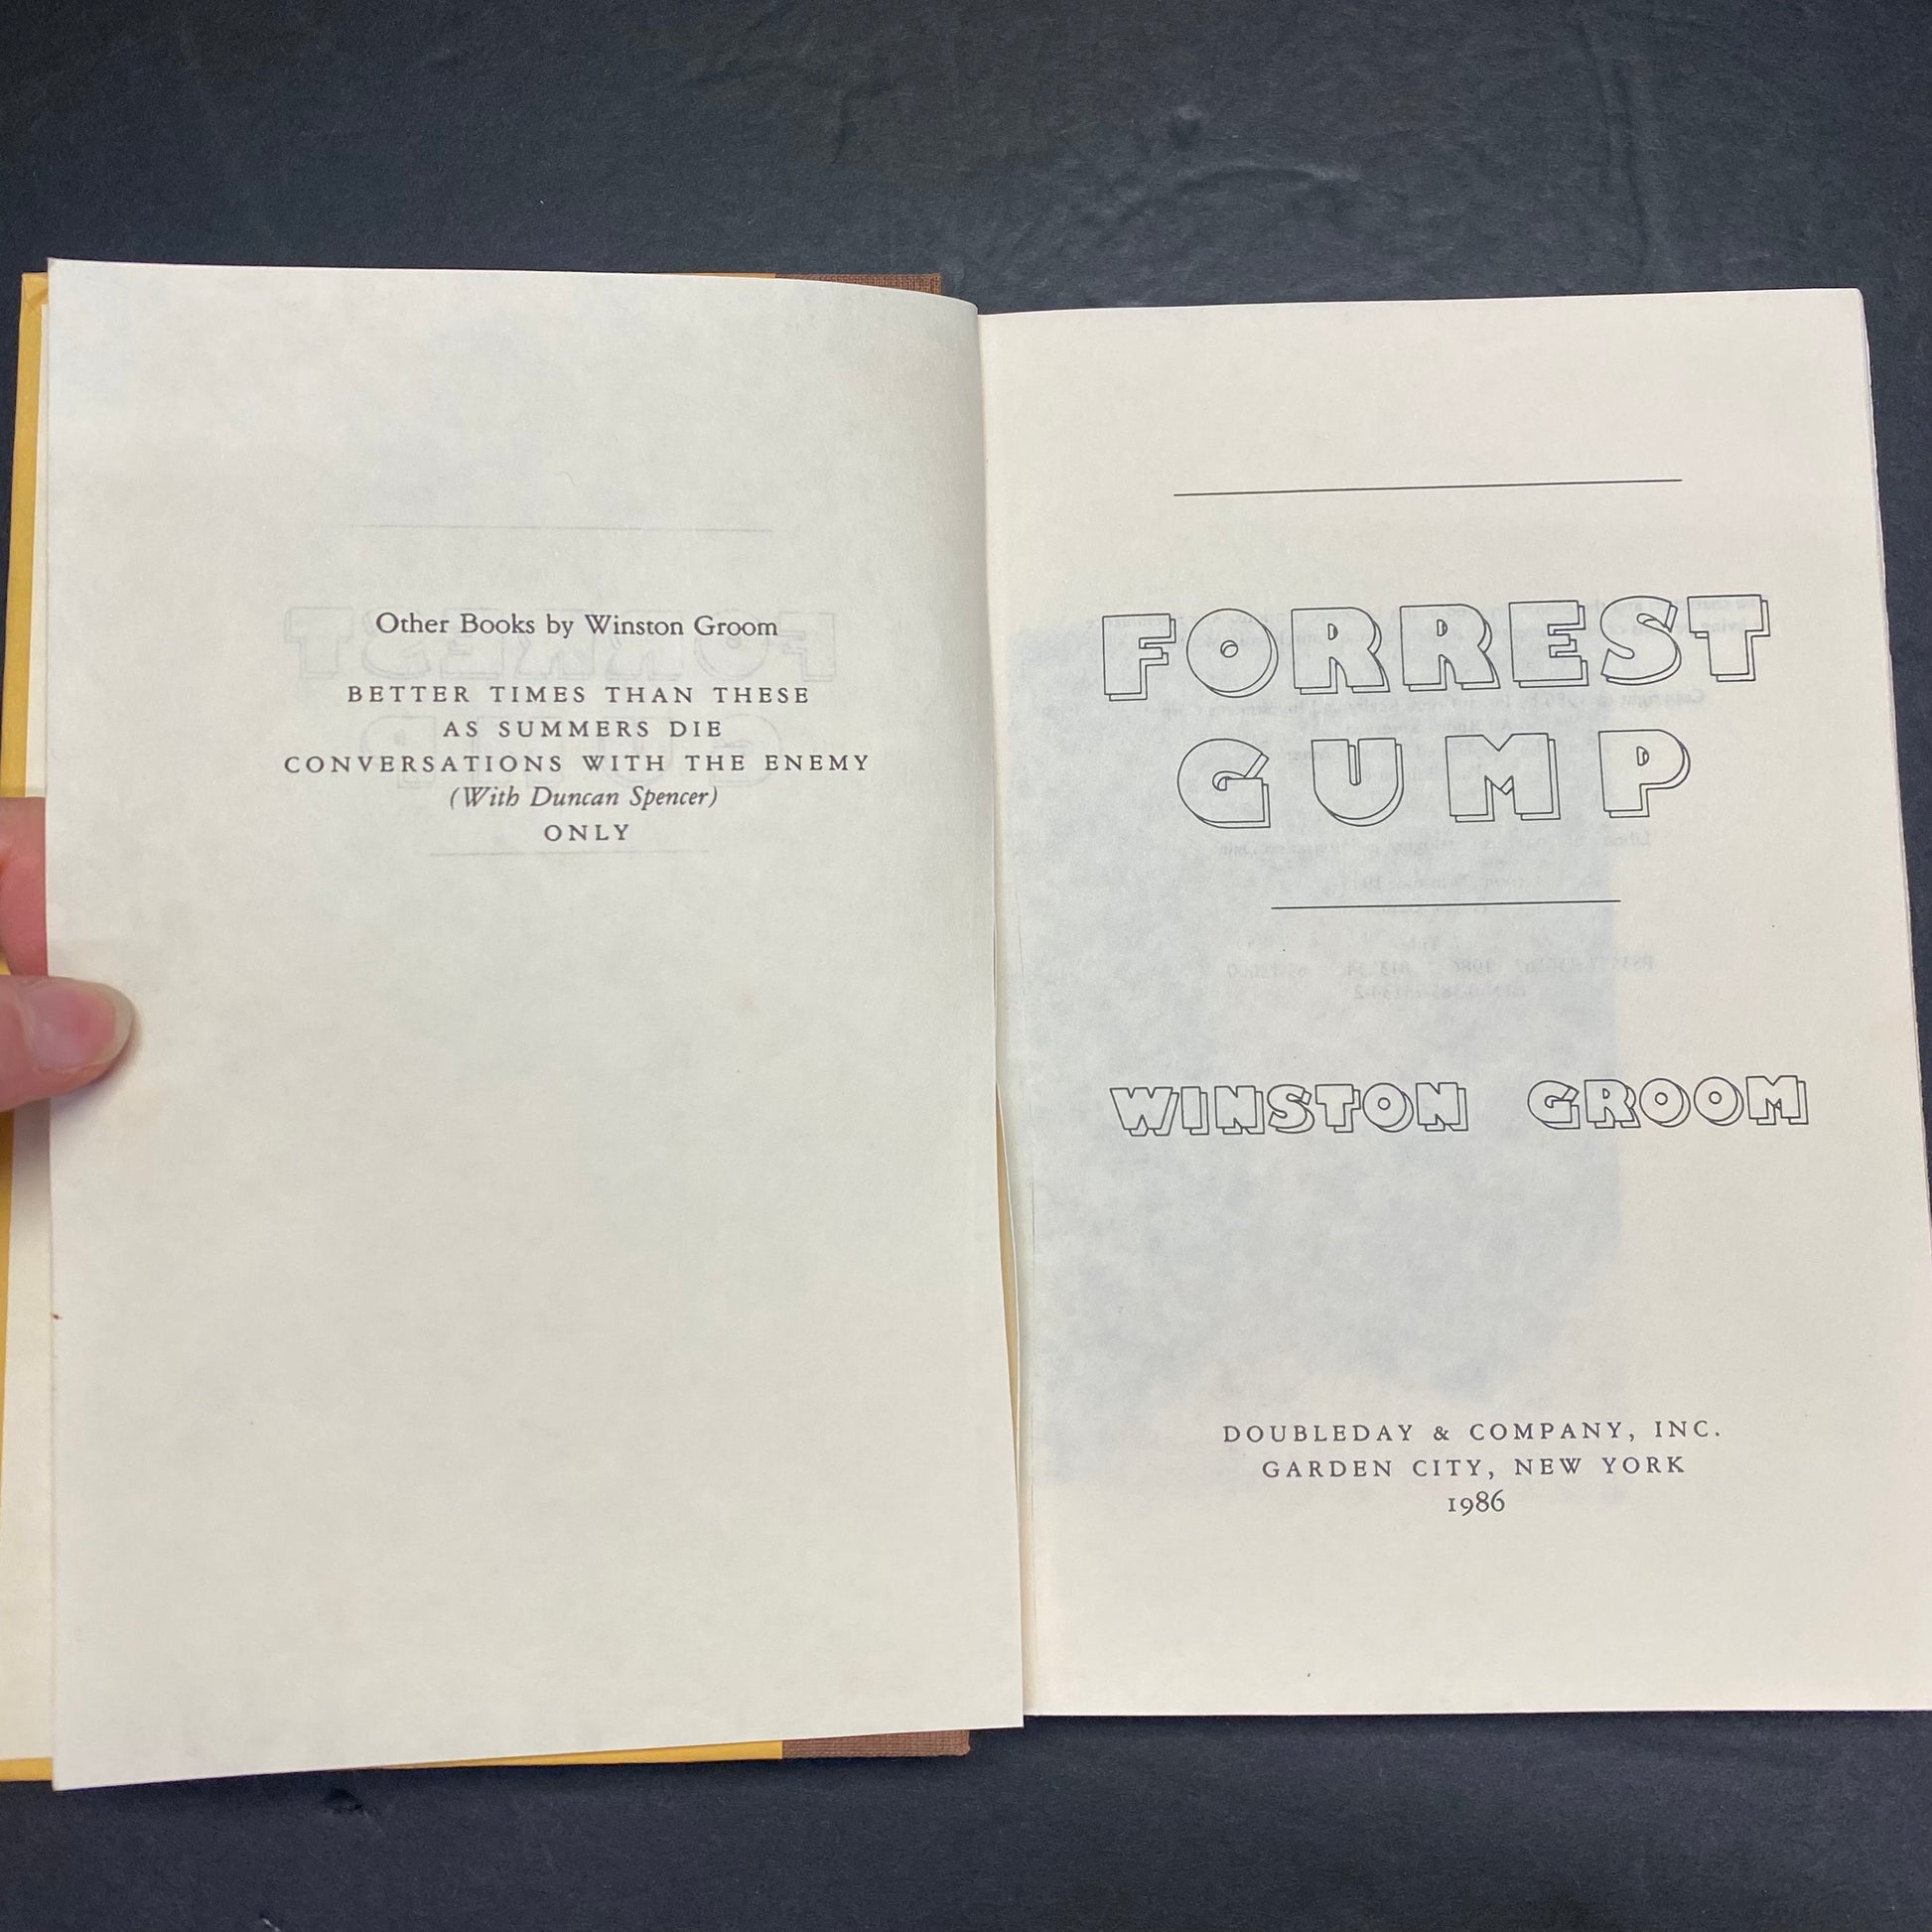 Other Books by Winston Groom
BETTER TIMES THAN THESE
AS SUMMERS DIE
CONVERSATIONS WITH THE ENEMY
(With Duncan Spencer)
ONLY
FORREST
GUMP
WINSTON GROOM
DOUBLEDAY & COMPANY, INC.
GARDEN CITY, NEW YORK
1986